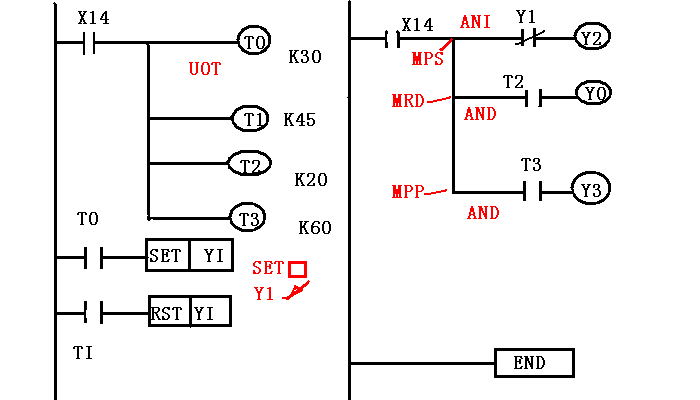 X14
T0
K30
UOT
T1
K45
T2
K20
T3
K60
T0
SET YI
SET
Y1
RST YI
TI
X14
ANI
Y1
Y2
MPS
T2
MRD
Y0
AND
T3
MPP
Y3
AND
END